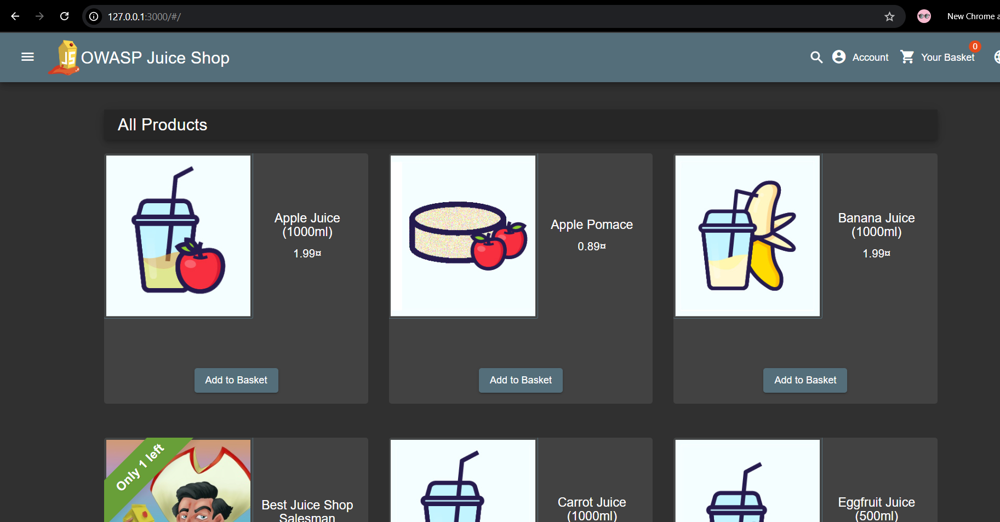 127.0.0.1:3000/#/
New Chrome a
JS
OWASP Juice Shop
Account
Your Basket
0
All Products
Apple Juice
(1000ml)
1.99¤
Add to Basket
Apple Pomace
0.89¤
Add to Basket
Banana Juice
(1000ml)
1.99¤
Add to Basket
Only 1 left
Best Juice Shop
Salesman
Carrot Juice
(1000ml)
Eggfruit Juice
(500ml)